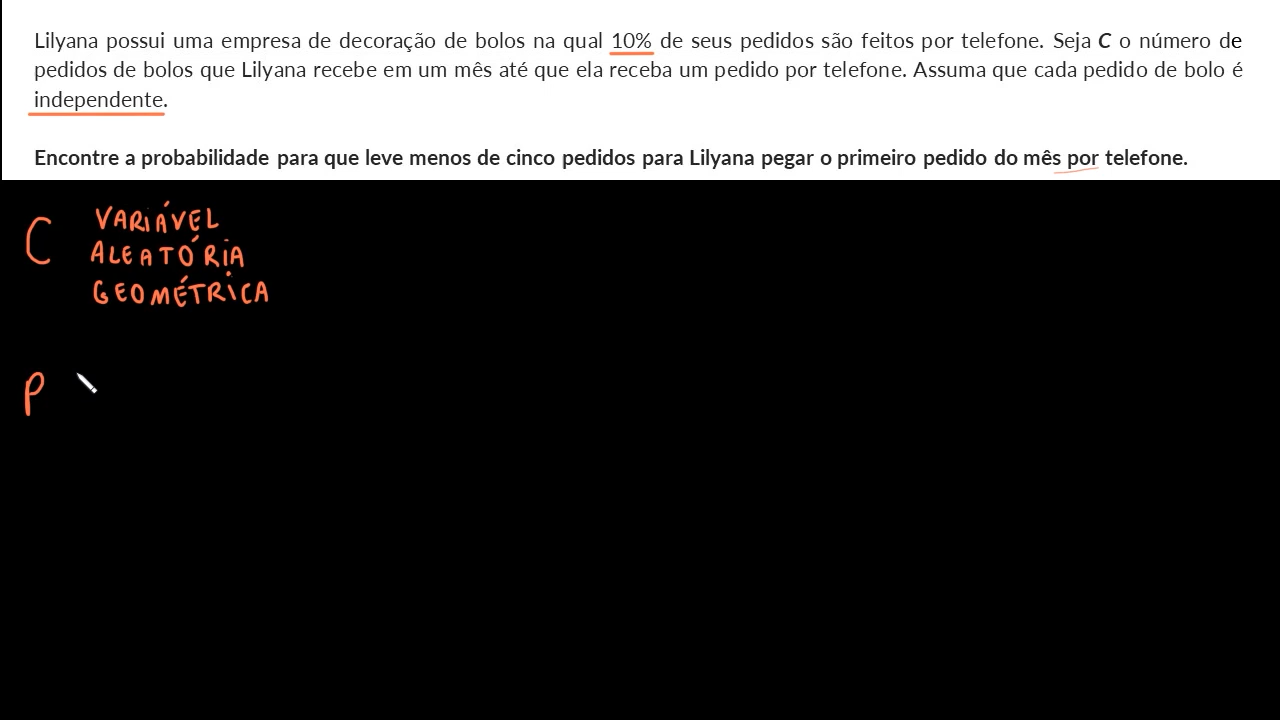 Lilyana possui uma empresa de decoração de bolos na qual 10% de seus pedidos são feitos por telefone. Seja C o número de
pedidos de bolos que Lilyana recebe em um mês até que ela receba um pedido por telefone. Assuma que cada pedido de bolo é
independente.
Encontre a probabilidade para que leve menos de cinco pedidos para Lilyana pegar o primeiro pedido do mês por telefone.
C VARIÁVEL
ALEATÓRIA
GEOMÉTRICA
P